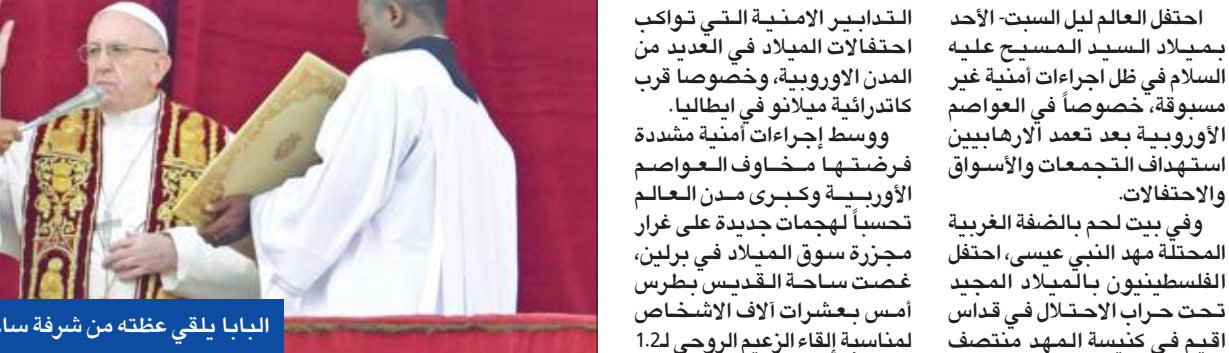 احتفل العالم ليل السبت- الأحد
بميلاد السيد المسيح عليه
السلام في ظل اجراءات أمنية غير
مسبوقة، خصوصاً في العواصم
الأوروبية بعد تعمد الارهابيين
استهداف التجمعات والأسواق
والاحتفالات.
وفي بيت لحم بالضفة الغربية
المحتلة مهد النبي عيسى، احتفل
الفلسطينيون بالميلاد المجيد
تحت حراب الاحتلال في قداس
اقيم في كنيسة المهد منتصف
التدابير الامنية التي تواكب
احتفالات الميلاد في العديد من
المدن الاوروبية، وخصوصا قرب
كاتدرائية ميلانو في ايطاليا.
ووسط إجراءات أمنية مشددة
فرضتها مخاوف العواصم
الأوربية وكبرى مدن العالم
تحسباً لهجمات جديدة على غرار
مجزرة سوق الميلاد في برلين،
غصت ساحة القديس بطرس
أمس بعشرات آلاف الاشخاص
لمناسبة إلقاء الزعيم الروحي لـ1.2
البابا يلقي عظته من شرفة سا